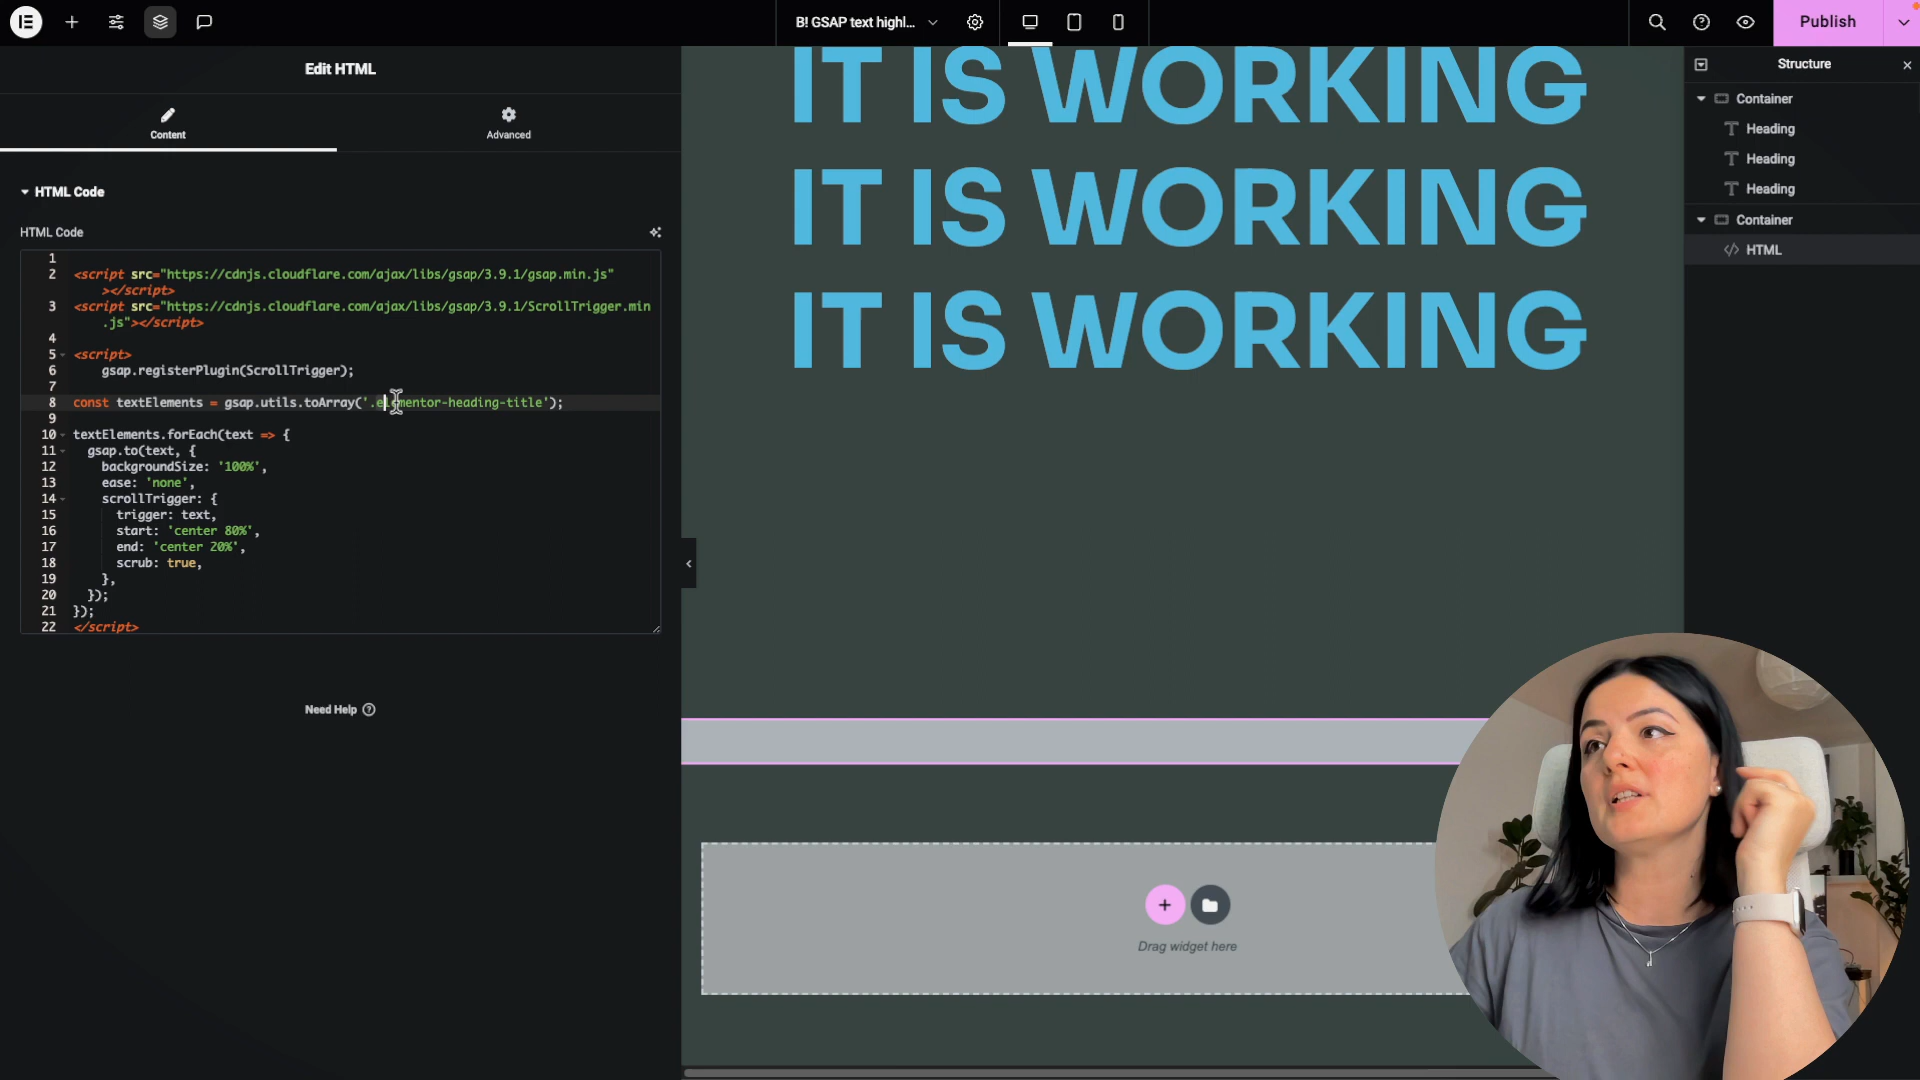 B! GSAP text highl...
Publish
Edit HTML
Content
Advanced
HTML Code
HTML Code
1
2 <script src="https://cdnjs.cloudflare.com/ajax/libs/gsap/3.9.1/gsap.min.js"
></script>
3 <script src="https://cdnjs.cloudflare.com/ajax/libs/gsap/3.9.1/ScrollTrigger.min
.js"></script>
4
5 <script>
6 gsap.registerPlugin(ScrollTrigger);
7
8 const textElements = gsap.utils.toArray('.elementor-heading-title');
9
10 textElements.forEach(text => {
11 gsap.to(text, {
12 backgroundSize: '100%',
13 ease: 'none',
14 scrollTrigger: {
15 trigger: text,
16 start: 'center 80%',
17 end: 'center 20%',
18 scrub: true,
19 },
20 });
21 });
22 </script>
Need Help
IT IS WORKING
IT IS WORKING
IT IS WORKING
Drag widget here
Structure
Container
Heading
Heading
Heading
Container
HTML